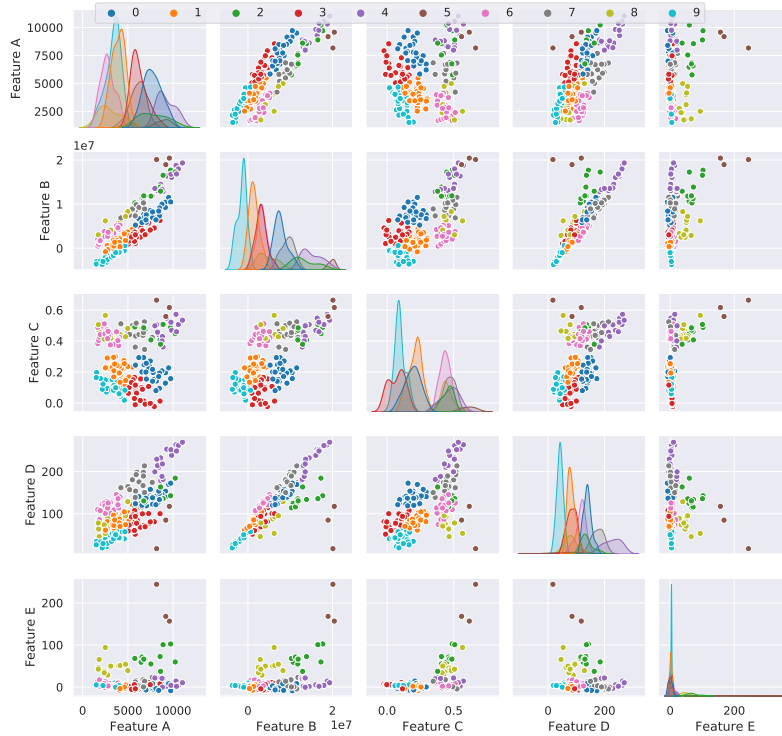 0 1 2 3 4 5 6 7 8 9
10000
7500
5000
2500
Feature A
1e7
2
1
0
Feature B
0.6
0.4
0.2
0.0
Feature C
200
100
Feature D
200
100
0
Feature E
0 5000 10000
0 2
0.0 0.5
0 200
0 200
1e7
Feature A Feature B Feature C Feature D Feature E